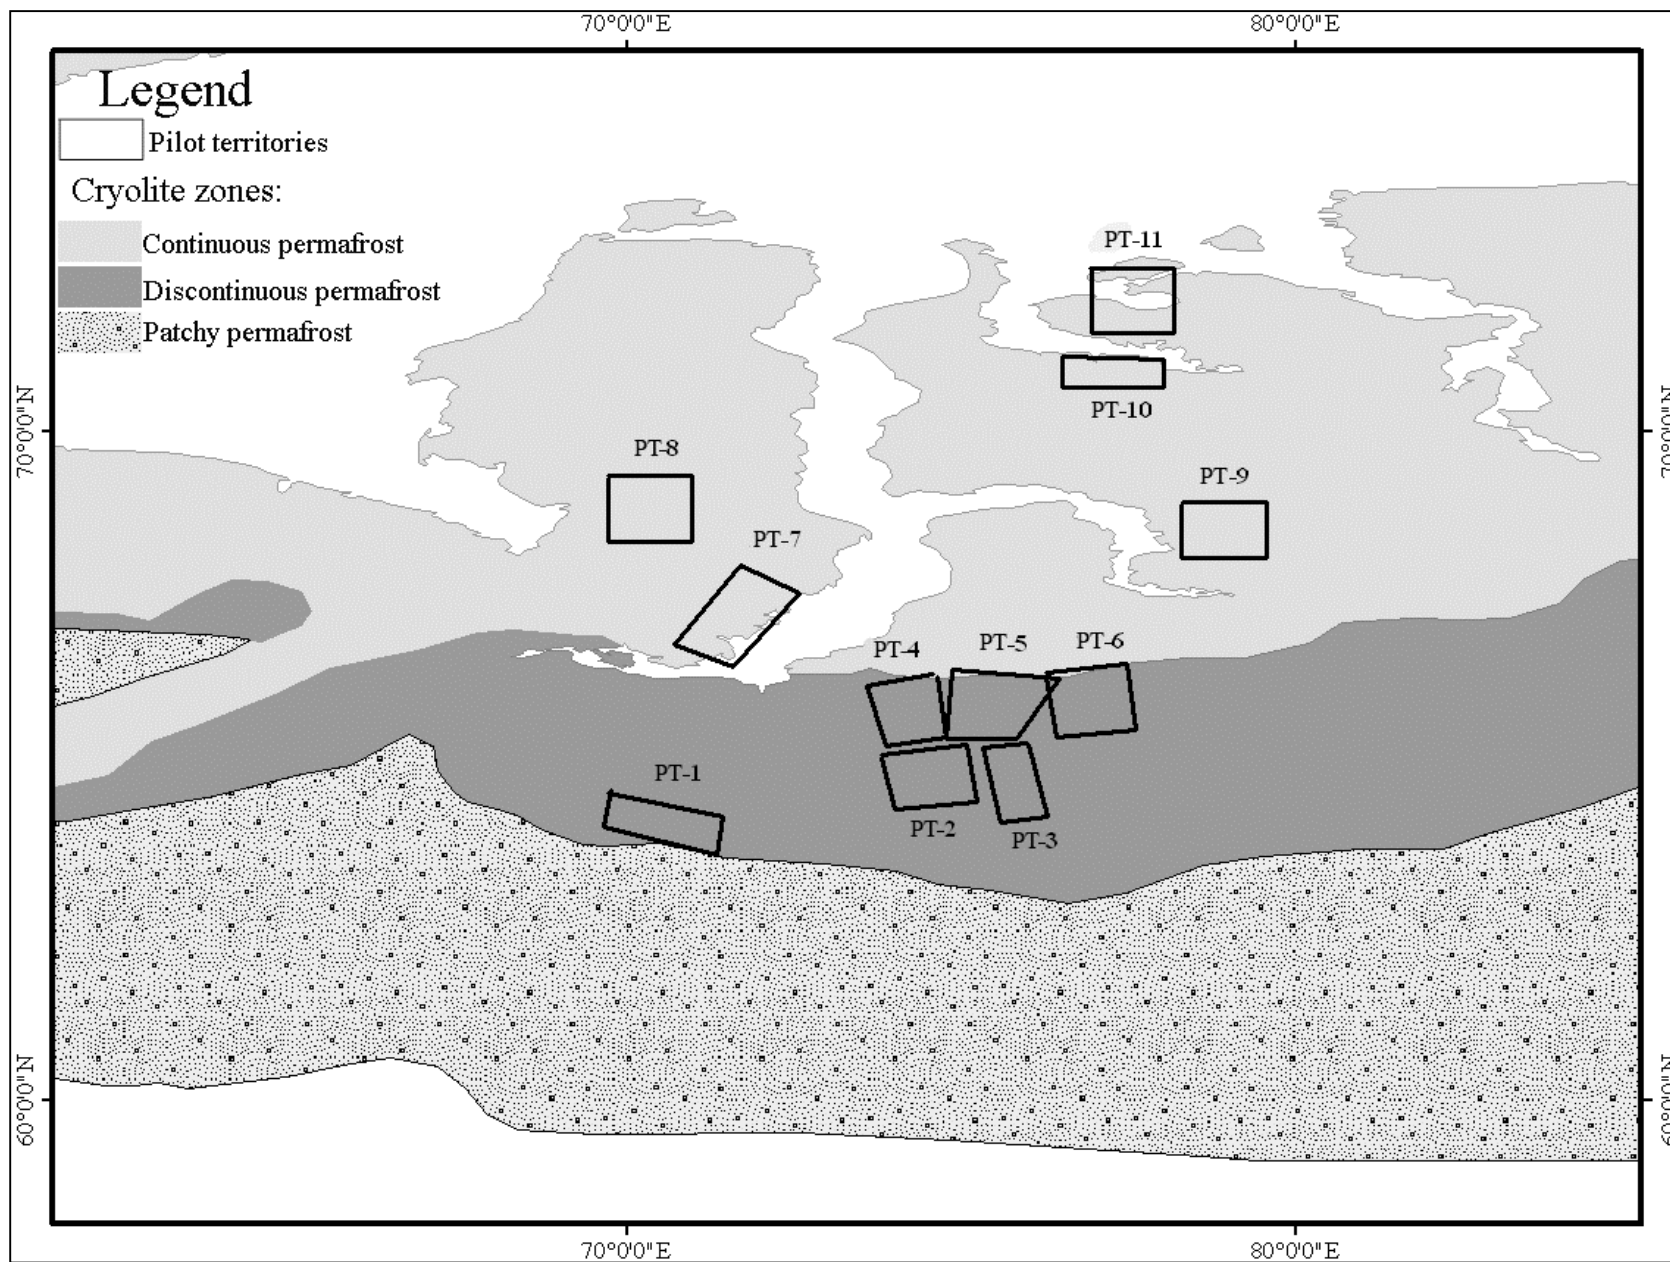 70°0'0"E 80°0'0"E
Legend
Pilot territories
Cryolite zones:
Continuous permafrost
Discontinuous permafrost
Patchy permafrost
PT-11
PT-10
70°0'0"N 70°0'0"N
PT-8
PT-9
PT-7
PT-4 PT-5 PT-6
PT-1
PT-2 PT-3
60°0'0"N 60°0'0"N
70°0'0"E 80°0'0"E